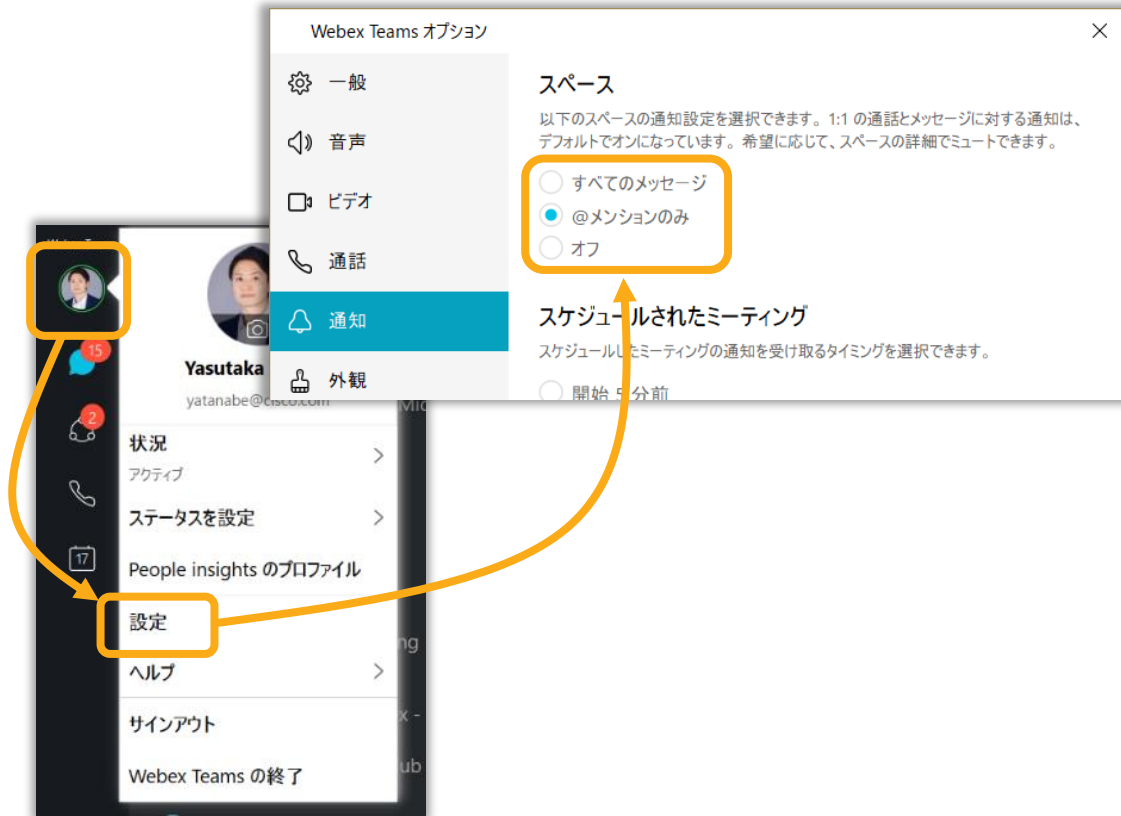 Webex Teams オプション
一般
音声
ビデオ
通話
通知
外観
スペース
以下のスペースの通知設定を選択できます。1:1 の通話とメッセージに対する通知は、
デフォルトでオンになっています。希望に応じて、スペースの詳細でミュートできます。
すべてのメッセージ
@メンションのみ
オフ
スケジュールされたミーティング
スケジュールしたミーティングの通知を受け取るタイミングを選択できます。
開始 5 分前
15
2
17
Yasutaka
yatanabe@cisco.com
状況
アクティブ
ステータスを設定
People insights のプロファイル
設定
ヘルプ
サインアウト
Webex Teams の終了
ng
x -
ub